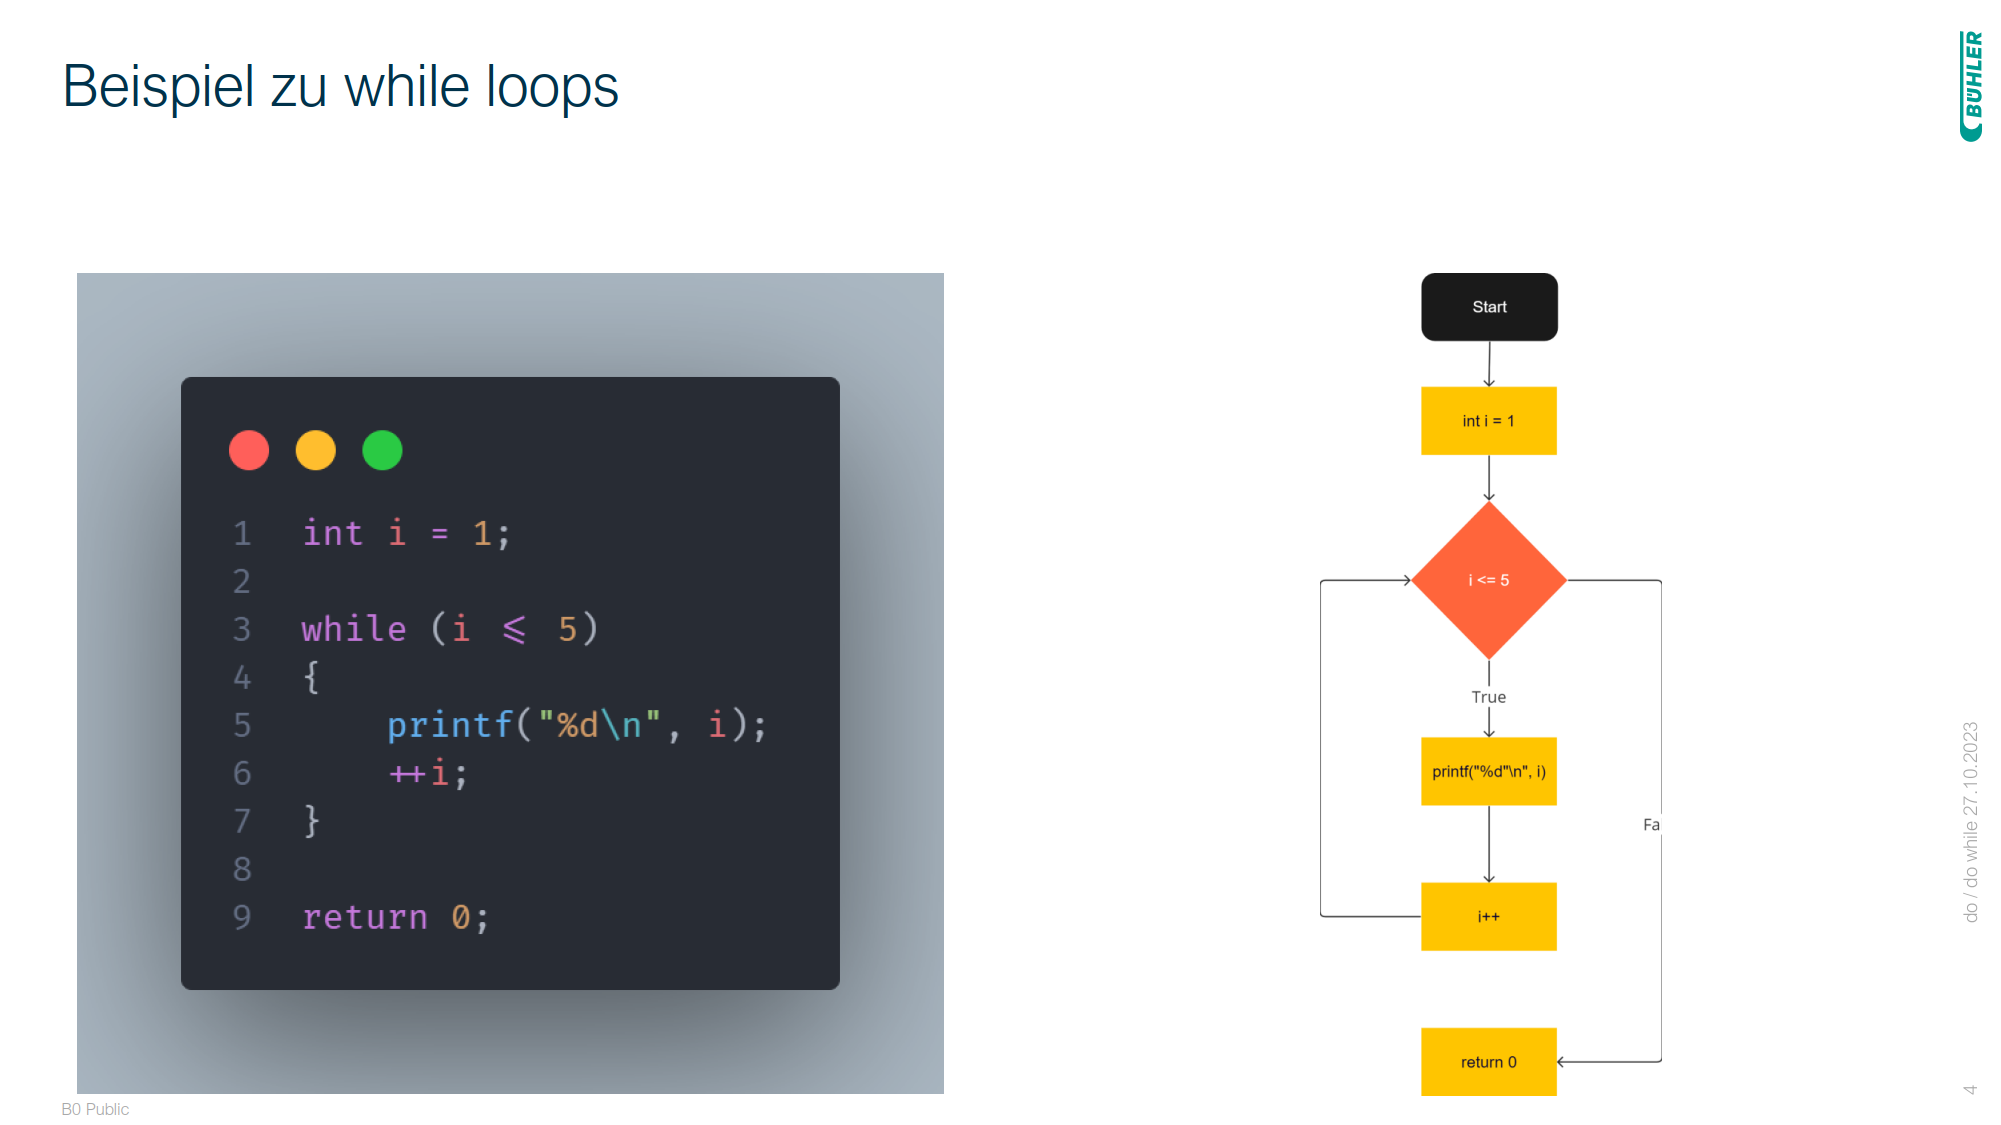 Beispiel zu while loops
BÜHLER
1 int i = 1;
2
3 while (i <= 5)
4 {
5 printf("%d\n", i);
6 ++i;
7 }
8
9 return 0;
Start
int i = 1
i <= 5
True
printf("%d"\n", i)
Fa
i++
return 0
do / do while 27.10.2023
4
B0 Public